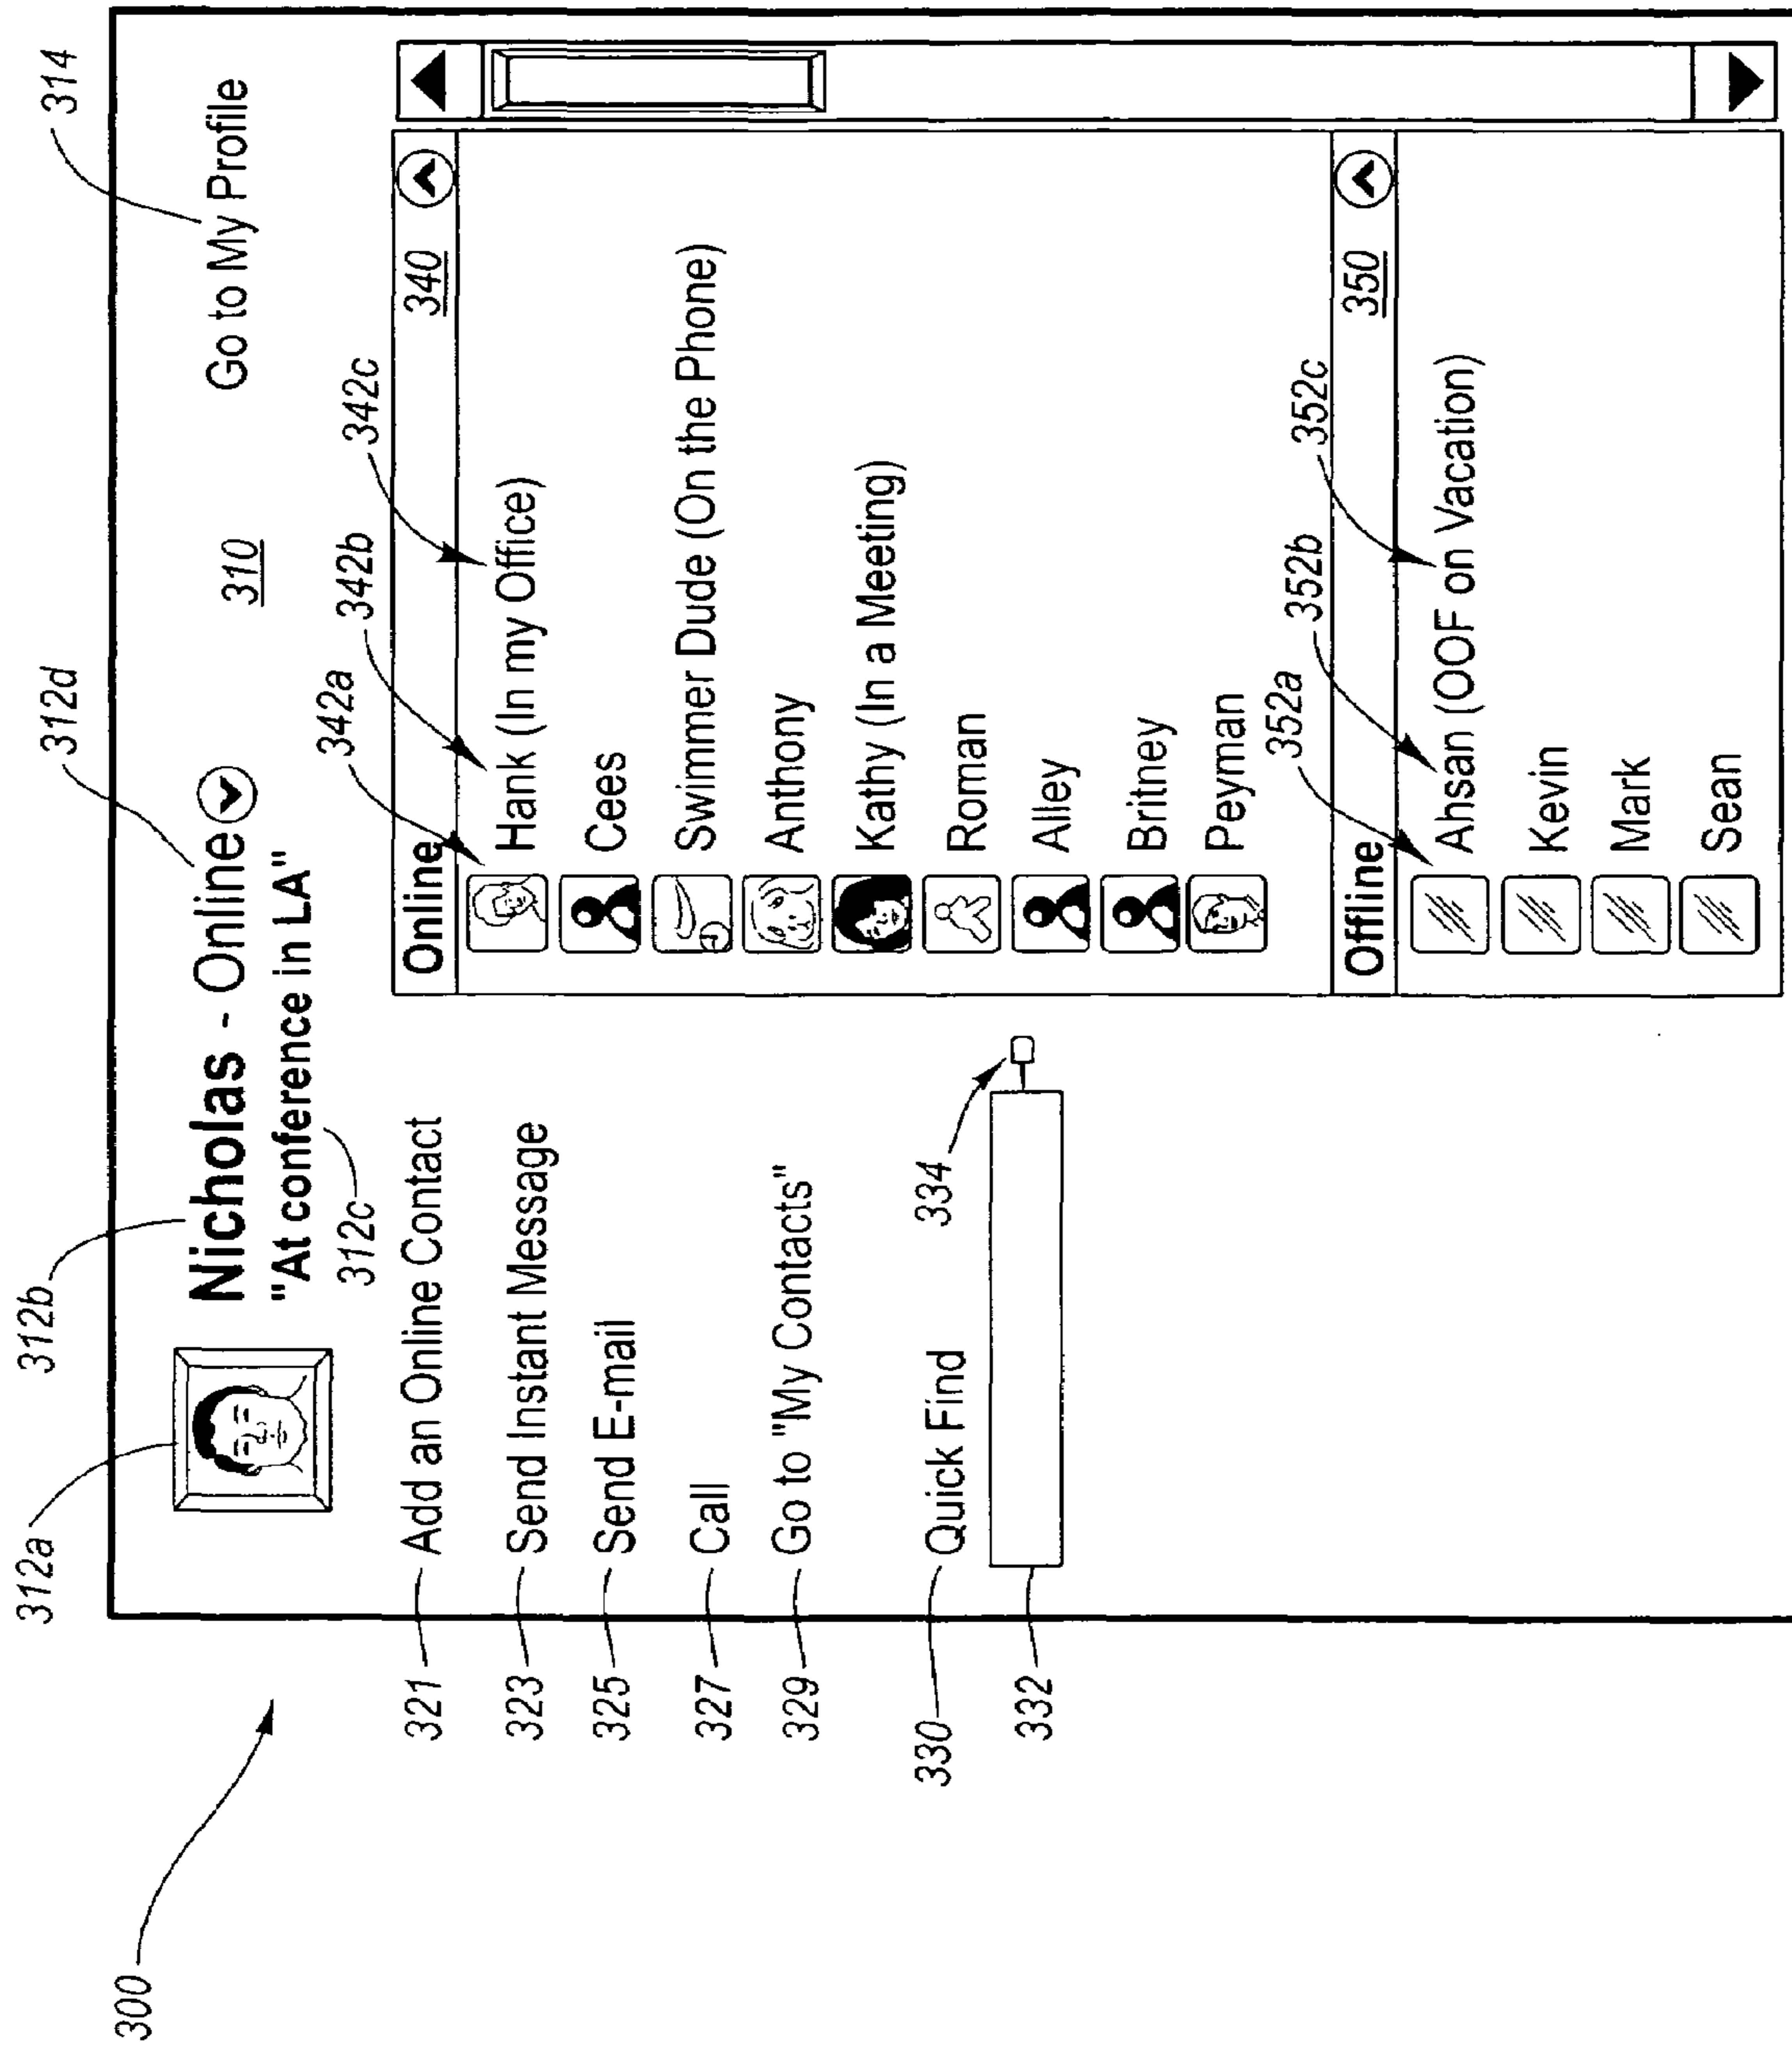 300
312a
312b
312d
314
Nicholas - Online
310
Go to My Profile
"At conference in LA"
312c
321
Add an Online Contact
323
Send Instant Message
325
Send E-mail
327
Call
329
Go to "My Contacts"
330
Quick Find
334
332
Online
340
342a
342b
342c
Hank (In my Office)
Cees
Swimmer Dude (On the Phone)
Anthony
Kathy (In a Meeting)
Roman
Alley
Britney
Peyman
352a
352b
352c
Offline
350
Ahsan (OOF on Vacation)
Kevin
Mark
Sean